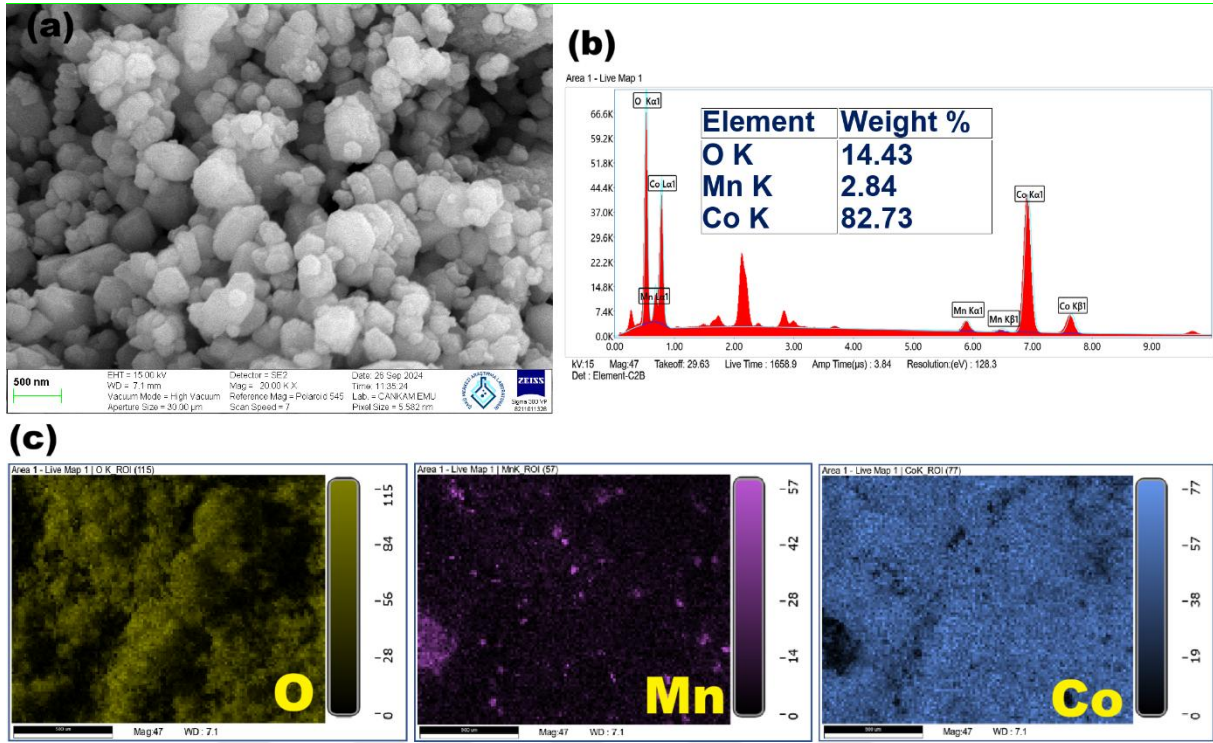 (a)
500 nm
EHT = 15.00 kV
WD = 7.1 mm
Vacuum Mode = High Vacuum
Aperture Size = 30.00 µm
Detector = SE2
Mag = 20.00 K X
Reference Mag = Polaroid 545
Scan Speed = 7
Date: 26 Sep 2024
Time: 11:35:24
Lab. = CANKAM EMU
Pixel Size = 5.582 nm
ZEISS
Sigma 300 VP
(b)
Area 1 - Live Map 1
66.6K
59.2K
51.8K
44.4K
37.0K
29.6K
22.2K
14.8K
7.4K
0.0K
O Kα1
Co Lα1
Mn Lα1
Element Weight %
O K 14.43
Mn K 2.84
Co K 82.73
Mn Kα1
Mn Kβ1
Co Kα1
Co Kβ1
0.00 1.00 2.00 3.00 4.00 5.00 6.00 7.00 8.00 9.00
kV:15 Mag:47 Takeoff: 29.63 Live Time : 1658.9 Amp Time(µs) : 3.84 Resolution:(eV) : 128.3
Det : Element-C2B
(c)
Area 1 - Live Map 1 | O K_ROI (115)
115
84
56
28
0
O
Mag:47 WD : 7.1
Area 1 - Live Map 1 | MnK_ROI (57)
57
42
28
14
0
Mn
500 µm
Mag:47 WD : 7.1
Area 1 - Live Map 1 | CoK_ROI (77)
77
57
38
19
0
Co
500 µm
Mag:47 WD : 7.1